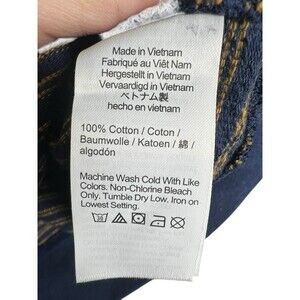 Made in Vietnam
Fabriqué au Viêt Nam
Hergestellt in Vietnam
Vervaardigd in Vietnam
ベトナム製
hecho en vietnam
100% Cotton / Coton /
Baumwolle / Katoen / 綿 /
algodón
Machine Wash Cold With Like
Colors. Non-Chlorine Bleach
Only. Tumble Dry Low. Iron on
Lowest Setting.